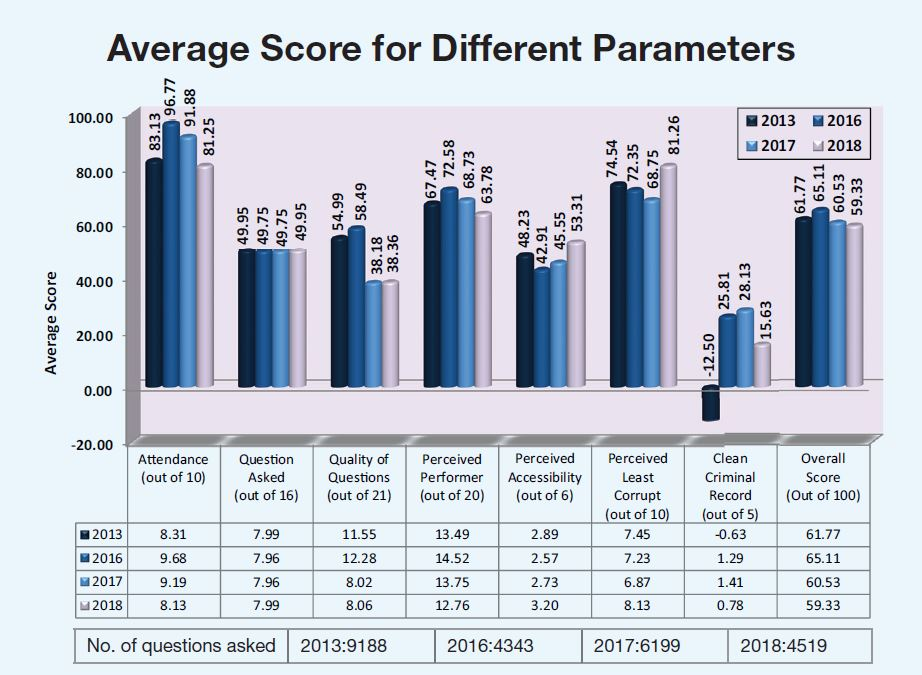 Average Score for Different Parameters
Average Score
100.00
80.00
60.00
40.00
20.00
0.00
-20.00
2013 2016
2017 2018
83.13 96.77 91.88 81.25
49.95 49.75 49.75 49.95
54.99 58.49 38.18 38.36
67.47 72.58 68.73 63.78
48.23 42.91 45.55 53.31
74.54 72.35 68.75 81.26
-12.50 25.81 28.13 15.63
61.77 65.11 60.53 59.33
Attendance (out of 10)
Question Asked (out of 16)
Quality of Questions (out of 21)
Perceived Performer (out of 20)
Perceived Accessibility (out of 6)
Perceived Least Corrupt (out of 10)
Clean Criminal Record (out of 5)
Overall Score (Out of 100)
2013 8.31 7.99 11.55 13.49 2.89 7.45 -0.63 61.77
2016 9.68 7.96 12.28 14.52 2.57 7.23 1.29 65.11
2017 9.19 7.96 8.02 13.75 2.73 6.87 1.41 60.53
2018 8.13 7.99 8.06 12.76 3.20 8.13 0.78 59.33
No. of questions asked 2013:9188 2016:4343 2017:6199 2018:4519